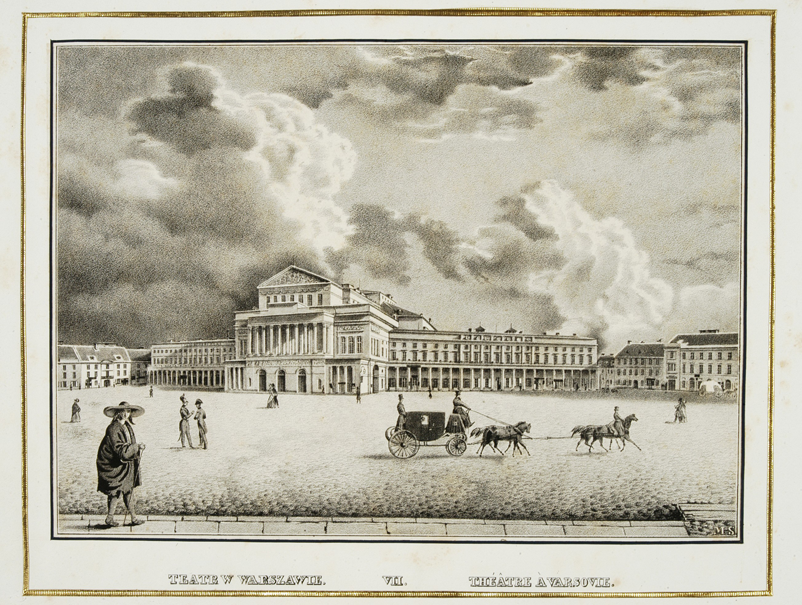 M.S.
TEATR W WARSZAWIE. VII. THÉATRE A VARSOVIE.